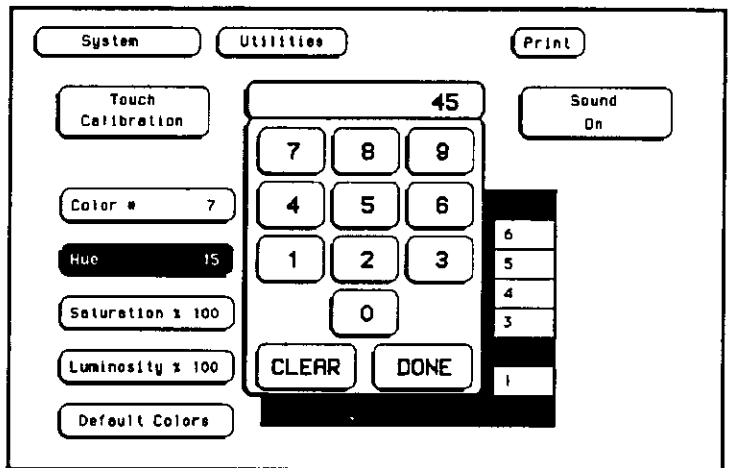 System Utilities Print
Touch
Calibration
45
Sound
On
7 8 9
4 5 6
1 2 3
0
CLEAR DONE
Color # 7
Hue 15
Saturation % 100
Luminosity % 100
Default Colors
6
5
4
3
1